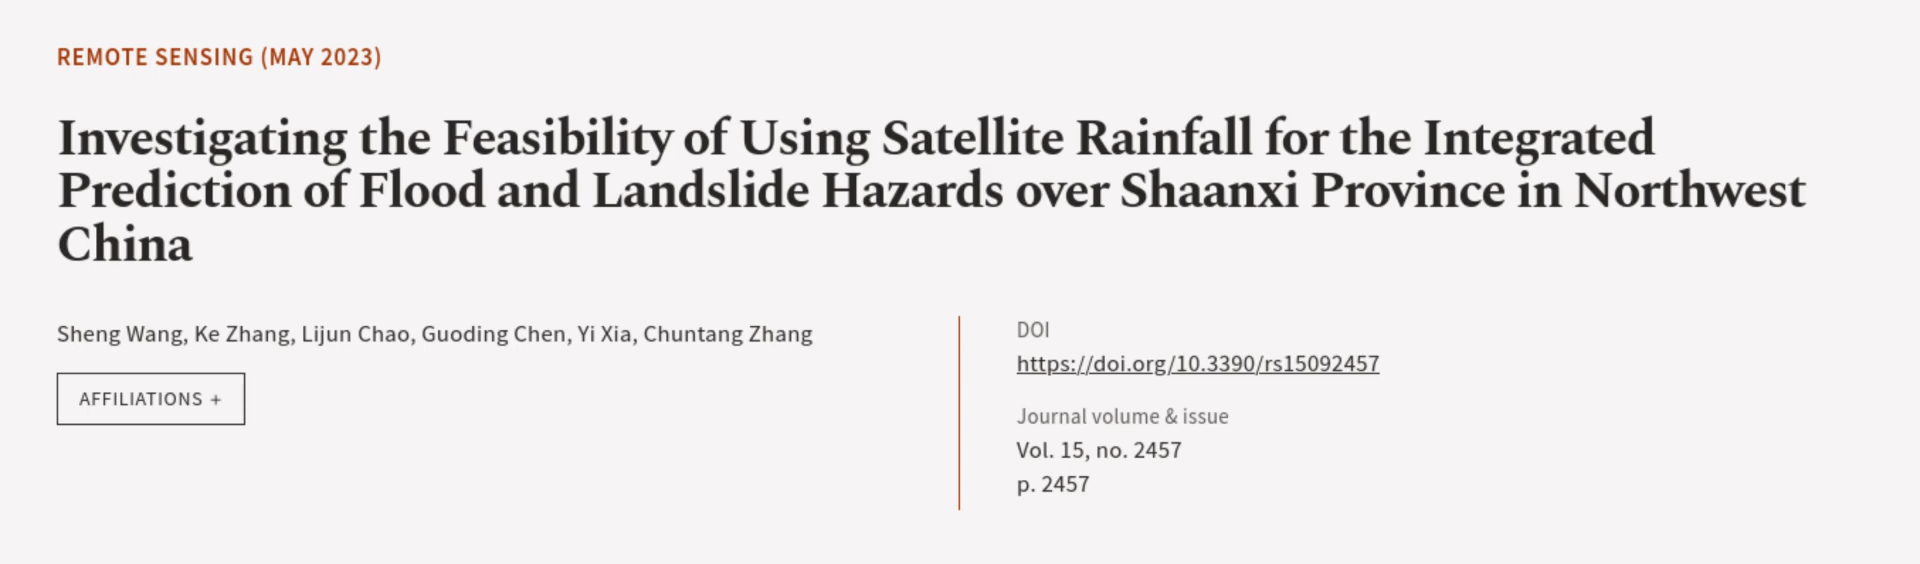 REMOTE SENSING (MAY 2023)
Investigating the Feasibility of Using Satellite Rainfall for the Integrated
Prediction of Flood and Landslide Hazards over Shaanxi Province in Northwest
China
Sheng Wang, Ke Zhang, Lijun Chao, Guoding Chen, Yi Xia, Chuntang Zhang
AFFILIATIONS +
DOI
https://doi.org/10.3390/rs15092457
Journal volume & issue
Vol. 15, no. 2457
p. 2457